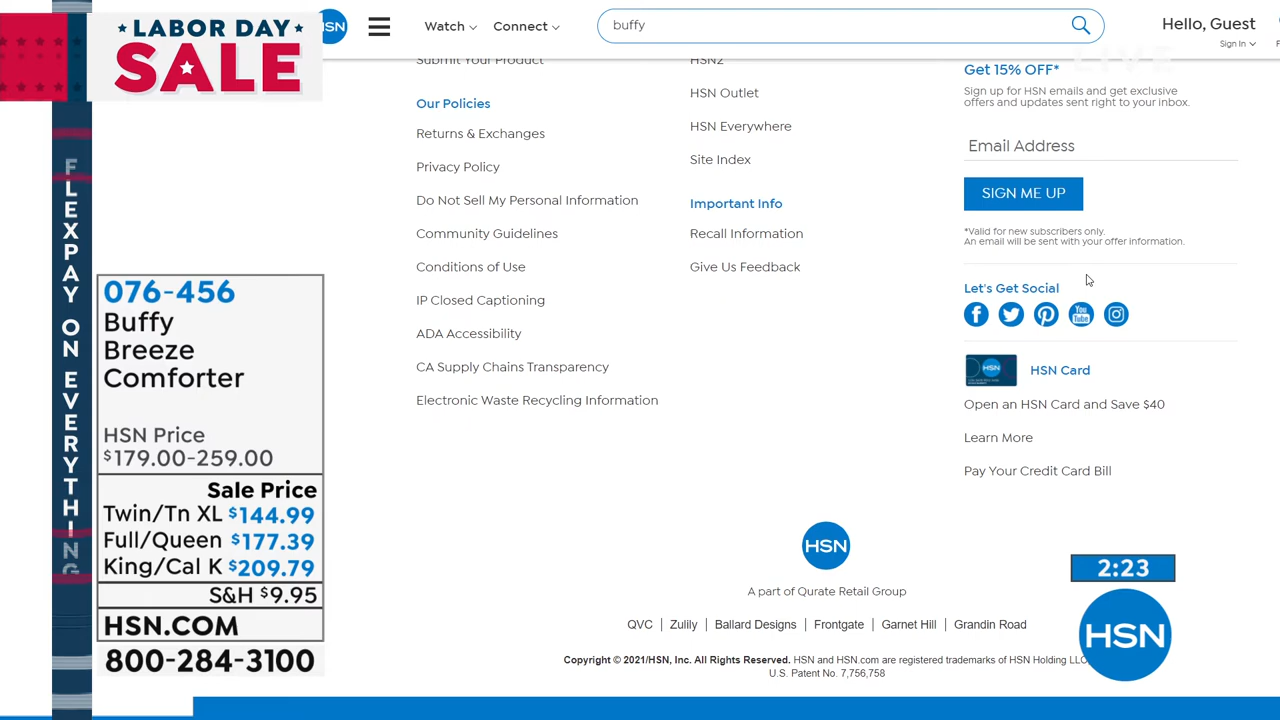 LABOR DAY
SALE
HSN
Watch
Connect
buffy
Hello, Guest
Sign In
LIVE
Submit Your Product
Our Policies
Returns & Exchanges
Privacy Policy
Do Not Sell My Personal Information
Community Guidelines
Conditions of Use
IP Closed Captioning
ADA Accessibility
CA Supply Chains Transparency
Electronic Waste Recycling Information
HSN2
HSN Outlet
HSN Everywhere
Site Index
Important Info
Recall Information
Give Us Feedback
Get 15% OFF*
Sign up for HSN emails and get exclusive
offers and updates sent right to your inbox.
Email Address
SIGN ME UP
*Valid for new subscribers only.
An email will be sent with your offer information.
Let's Get Social
You
Tube
HSN
HSN Card
Open an HSN Card and Save $40
Learn More
Pay Your Credit Card Bill
FLEXPAY ON EVERYTHING
076-456
Buffy
Breeze
Comforter
HSN Price
$179.00-259.00
Sale Price
Twin/Tn XL $144.99
Full/Queen $177.39
King/Cal K $209.79
S&H $9.95
HSN.COM
800-284-3100
HSN
A part of Qurate Retail Group
QVC | Zulily | Ballard Designs | Frontgate | Garnet Hill | Grandin Road
Copyright © 2021/HSN, Inc. All Rights Reserved. HSN and HSN.com are registered trademarks of HSN Holding LLC
U.S. Patent No. 7,756,758
2:23
HSN